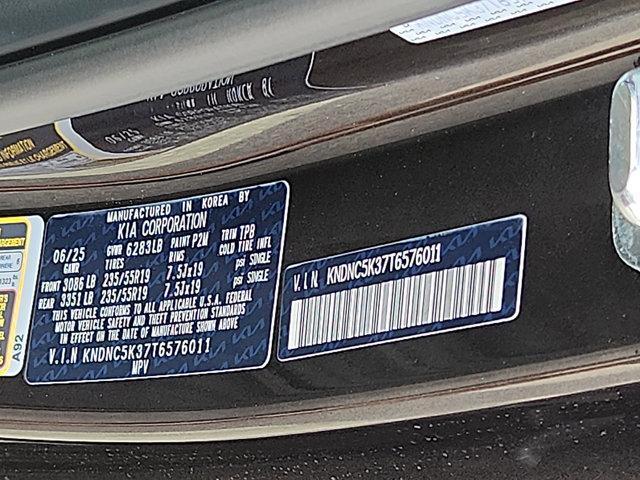 MANUFACTURED IN KOREA BY
KIA CORPORATION
06/25 GVWR 6283LB PAINT P2M TRIM TPB
GAWR TIRES COLD TIRE INFL
FRONT 3086 LB 235/55R19 7.5Jx19 psi SINGLE
REAR 3351 LB 235/55R19 7.5Jx19 psi SINGLE
THIS VEHICLE CONFORMS TO ALL APPLICABLE U.S.A. FEDERAL
MOTOR VEHICLE SAFETY AND THEFT PREVENTION STANDARDS
IN EFFECT ON THE DATE OF MANUFACTURE SHOWN ABOVE.
V.I.N KNDNC5K37T6576011
MPV
V.I.N KNDNC5K37T6576011
A92